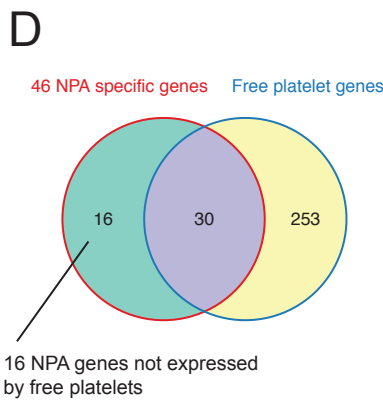 D
46 NPA specific genes
Free platelet genes
16
30
253
16 NPA genes not expressed
by free platelets